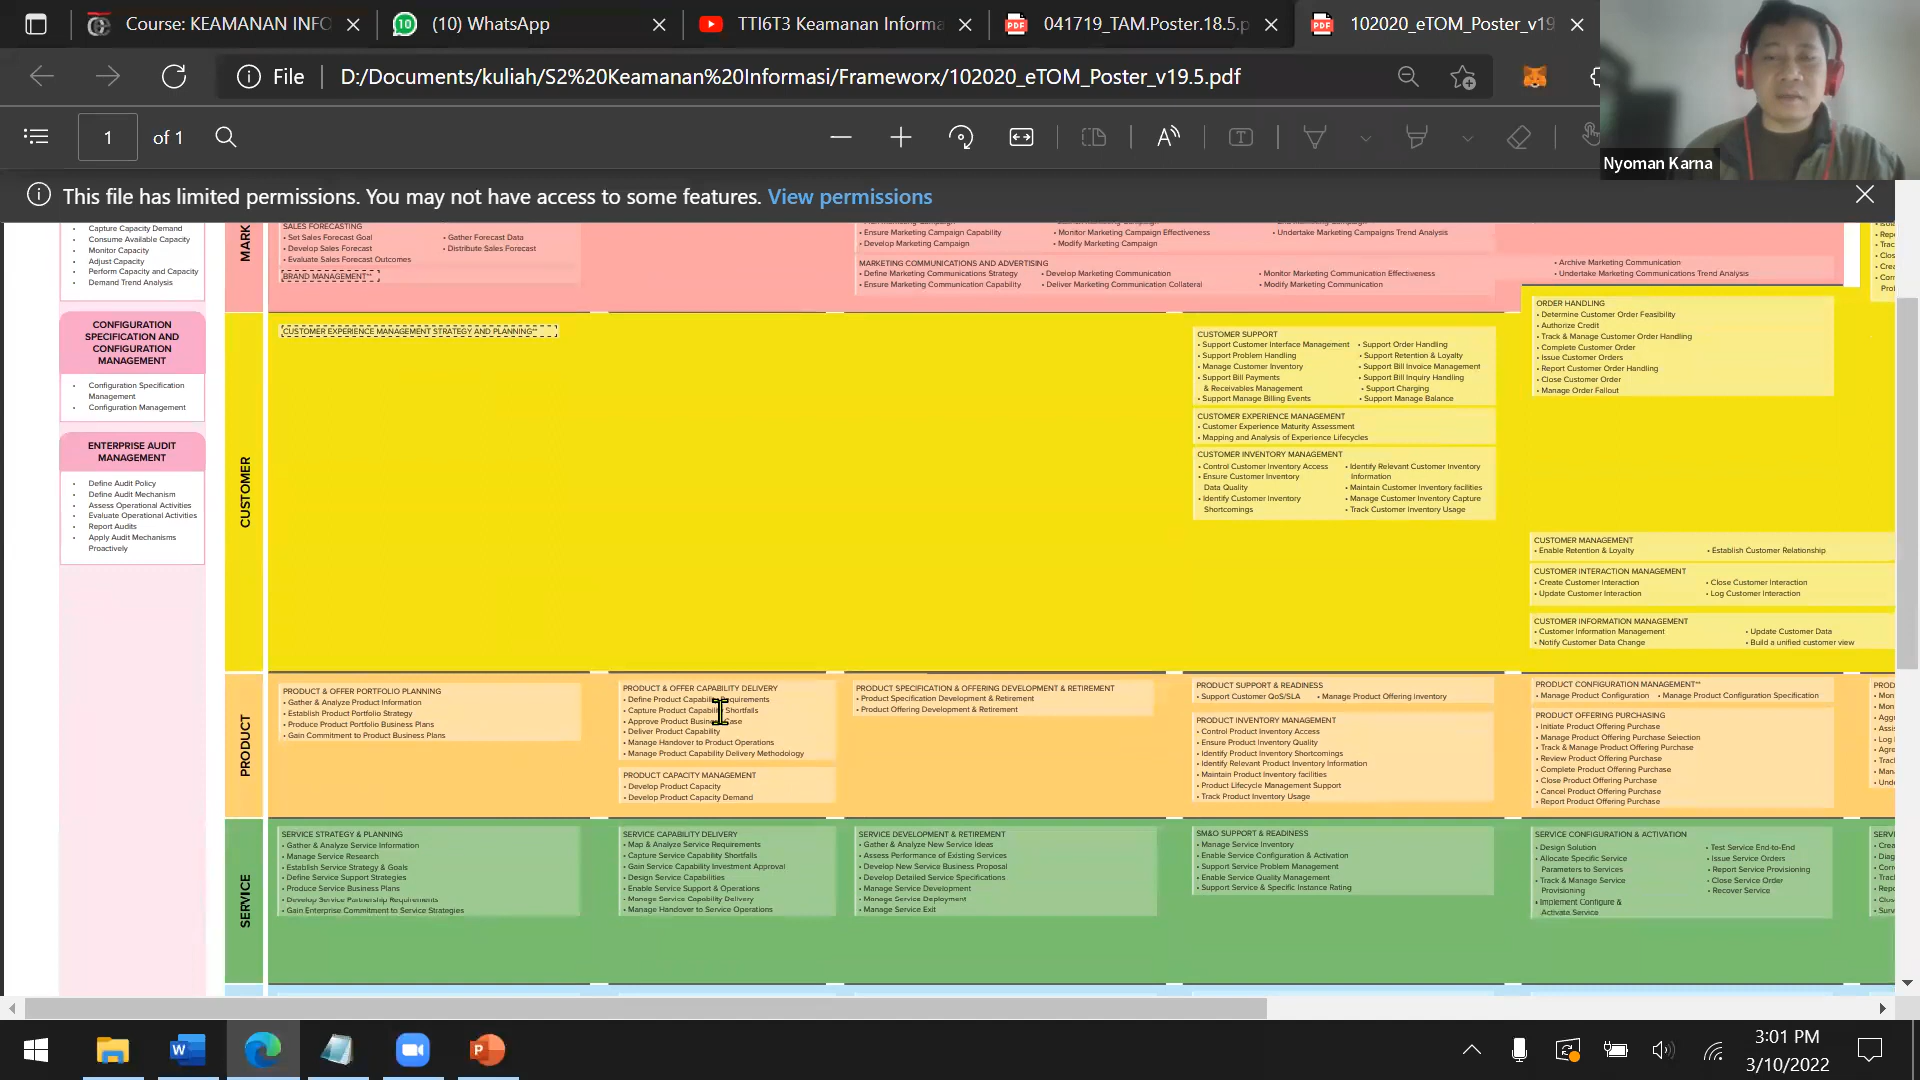 Course: KEAMANAN INFO
(10) WhatsApp
TTI6T3 Keamanan Informa
041719_TAM.Poster.18.5.p
102020_eTOM_Poster_v19
File
D:/Documents/kuliah/S2%20Keamanan%20Informasi/Frameworx/102020_eTOM_Poster_v19.5.pdf
1 of 1
Nyoman Karna
This file has limited permissions. You may not have access to some features. View permissions
• Capture Capacity Demand
• Consume Available Capacity
• Monitor Capacity
• Adjust Capacity
• Perform Capacity and Capacity
Demand Trend Analysis
CONFIGURATION
SPECIFICATION AND
CONFIGURATION
MANAGEMENT
• Configuration Specification
Management
• Configuration Management
ENTERPRISE AUDIT
MANAGEMENT
• Define Audit Policy
• Define Audit Mechanism
• Assess Operational Activities
• Evaluate Operational Activities
• Report Audits
• Apply Audit Mechanisms
Proactively
MARK
SALES FORECASTING
• Set Sales Forecast Goal
• Develop Sales Forecast
• Evaluate Sales Forecast Outcomes
• Gather Forecast Data
• Distribute Sales Forecast
BRAND MANAGEMENT**
• Ensure Marketing Campaign Capability
• Develop Marketing Campaign
• Monitor Marketing Campaign Effectiveness
• Modify Marketing Campaign
• Undertake Marketing Campaigns Trend Analysis
MARKETING COMMUNICATIONS AND ADVERTISING
• Define Marketing Communications Strategy
• Ensure Marketing Communication Capability
• Develop Marketing Communication
• Deliver Marketing Communication Collateral
• Monitor Marketing Communication Effectiveness
• Modify Marketing Communication
• Archive Marketing Communication
• Undertake Marketing Communications Trend Analysis
CUSTOMER
CUSTOMER EXPERIENCE MANAGEMENT STRATEGY AND PLANNING**
CUSTOMER SUPPORT
• Support Customer Interface Management
• Support Problem Handling
• Manage Customer Inventory
• Support Bill Payments
& Receivables Management
• Support Manage Billing Events
• Support Order Handling
• Support Retention & Loyalty
• Support Bill Invoice Management
• Support Bill Inquiry Handling
• Support Charging
• Support Manage Balance
CUSTOMER EXPERIENCE MANAGEMENT
• Customer Experience Maturity Assessment
• Mapping and Analysis of Experience Lifecycles
CUSTOMER INVENTORY MANAGEMENT
• Control Customer Inventory Access
• Ensure Customer Inventory
Data Quality
• Identify Customer Inventory
Shortcomings
• Identify Relevant Customer Inventory
Information
• Maintain Customer Inventory facilities
• Manage Customer Inventory Capture
• Track Customer Inventory Usage
ORDER HANDLING
• Determine Customer Order Feasibility
• Authorize Credit
• Track & Manage Customer Order Handling
• Complete Customer Order
• Issue Customer Orders
• Report Customer Order Handling
• Close Customer Order
• Manage Order Fallout
CUSTOMER MANAGEMENT
• Enable Retention & Loyalty
• Establish Customer Relationship
CUSTOMER INTERACTION MANAGEMENT
• Create Customer Interaction
• Update Customer Interaction
• Close Customer Interaction
• Log Customer Interaction
CUSTOMER INFORMATION MANAGEMENT
• Customer Information Management
• Notify Customer Data Change
• Update Customer Data
• Build a unified customer view
PRODUCT
PRODUCT & OFFER PORTFOLIO PLANNING
• Gather & Analyze Product Information
• Establish Product Portfolio Strategy
• Produce Product Portfolio Business Plans
• Gain Commitment to Product Business Plans
PRODUCT & OFFER CAPABILITY DELIVERY
• Define Product Capability Requirements
• Capture Product Capability Shortfalls
• Approve Product Business Case
• Deliver Product Capability
• Manage Handover to Product Operations
• Manage Product Capability Delivery Methodology
PRODUCT CAPACITY MANAGEMENT
• Develop Product Capacity
• Develop Product Capacity Demand
PRODUCT SPECIFICATION & OFFERING DEVELOPMENT & RETIREMENT
• Product Specification Development & Retirement
• Product Offering Development & Retirement
PRODUCT SUPPORT & READINESS
• Support Customer QoS/SLA • Manage Product Offering Inventory
PRODUCT INVENTORY MANAGEMENT
• Control Product Inventory Access
• Ensure Product Inventory Quality
• Identify Product Inventory Shortcomings
• Identify Relevant Product Inventory Information
• Maintain Product Inventory facilities
• Product Lifecycle Management Support
• Track Product Inventory Usage
PRODUCT CONFIGURATION MANAGEMENT**
• Manage Product Configuration • Manage Product Configuration Specification
PRODUCT OFFERING PURCHASING
• Initiate Product Offering Purchase
• Manage Product Offering Purchase Selection
• Track & Manage Product Offering Purchase
• Review Product Offering Purchase
• Complete Product Offering Purchase
• Close Product Offering Purchase
• Cancel Product Offering Purchase
• Report Product Offering Purchase
SERVICE
SERVICE STRATEGY & PLANNING
• Gather & Analyze Service Information
• Manage Service Research
• Establish Service Strategy & Goals
• Define Service Support Strategies
• Produce Service Business Plans
• Develop Service Partnership Requirements
• Gain Enterprise Commitment to Service Strategies
SERVICE CAPABILITY DELIVERY
• Map & Analyze Service Requirements
• Capture Service Capability Shortfalls
• Gain Service Capability Investment Approval
• Design Service Capabilities
• Enable Service Support & Operations
• Manage Service Capability Delivery
• Manage Handover to Service Operations
SERVICE DEVELOPMENT & RETIREMENT
• Gather & Analyze New Service Ideas
• Assess Performance of Existing Services
• Develop New Service Business Proposal
• Develop Detailed Service Specifications
• Manage Service Development
• Manage Service Deployment
• Manage Service Exit
SM&O SUPPORT & READINESS
• Manage Service Inventory
• Enable Service Configuration & Activation
• Support Service Problem Management
• Enable Service Quality Management
• Support Service & Specific Instance Rating
SERVICE CONFIGURATION & ACTIVATION
• Design Solution
• Allocate Specific Service
Parameters to Services
• Track & Manage Service
Provisioning
• Implement Configure &
Activate Service
• Test Service End-to-End
• Issue Service Orders
• Report Service Provisioning
• Close Service Order
• Recover Service
3:01 PM
3/10/2022